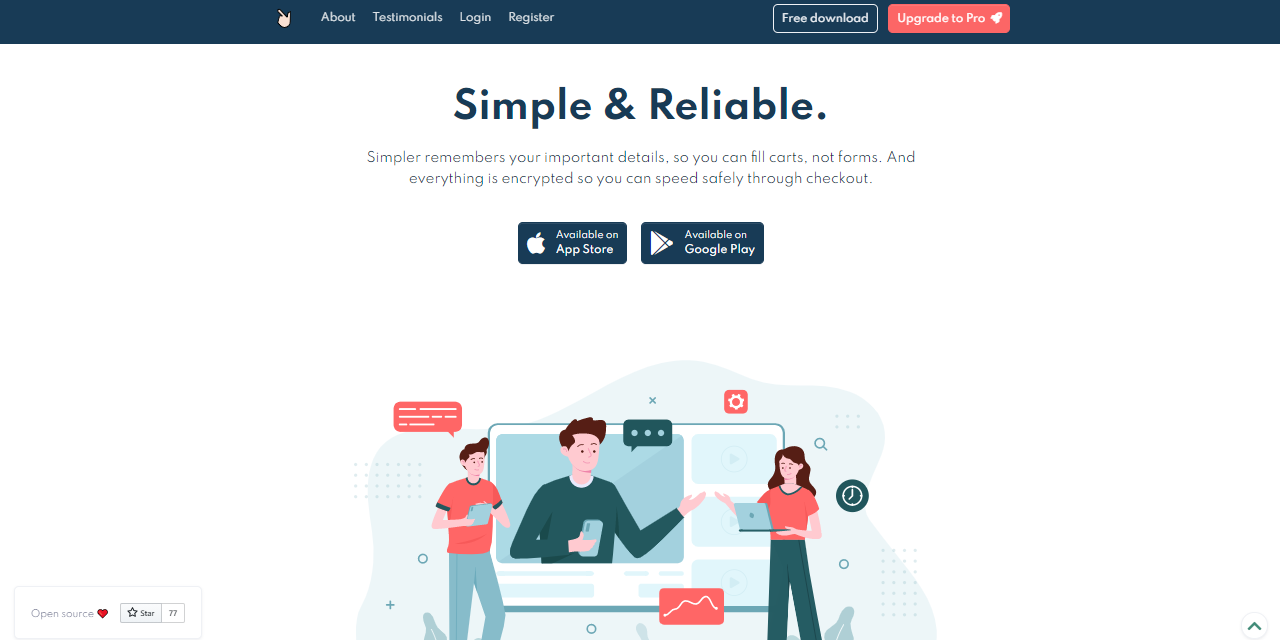 About Testimonials Login Register Free download Upgrade to Pro
Simple & Reliable.
Simpler remembers your important details, so you can fill carts, not forms. And
everything is encrypted so you can speed safely through checkout.
Available on
App Store
Available on
Google Play
Open source
Star 77